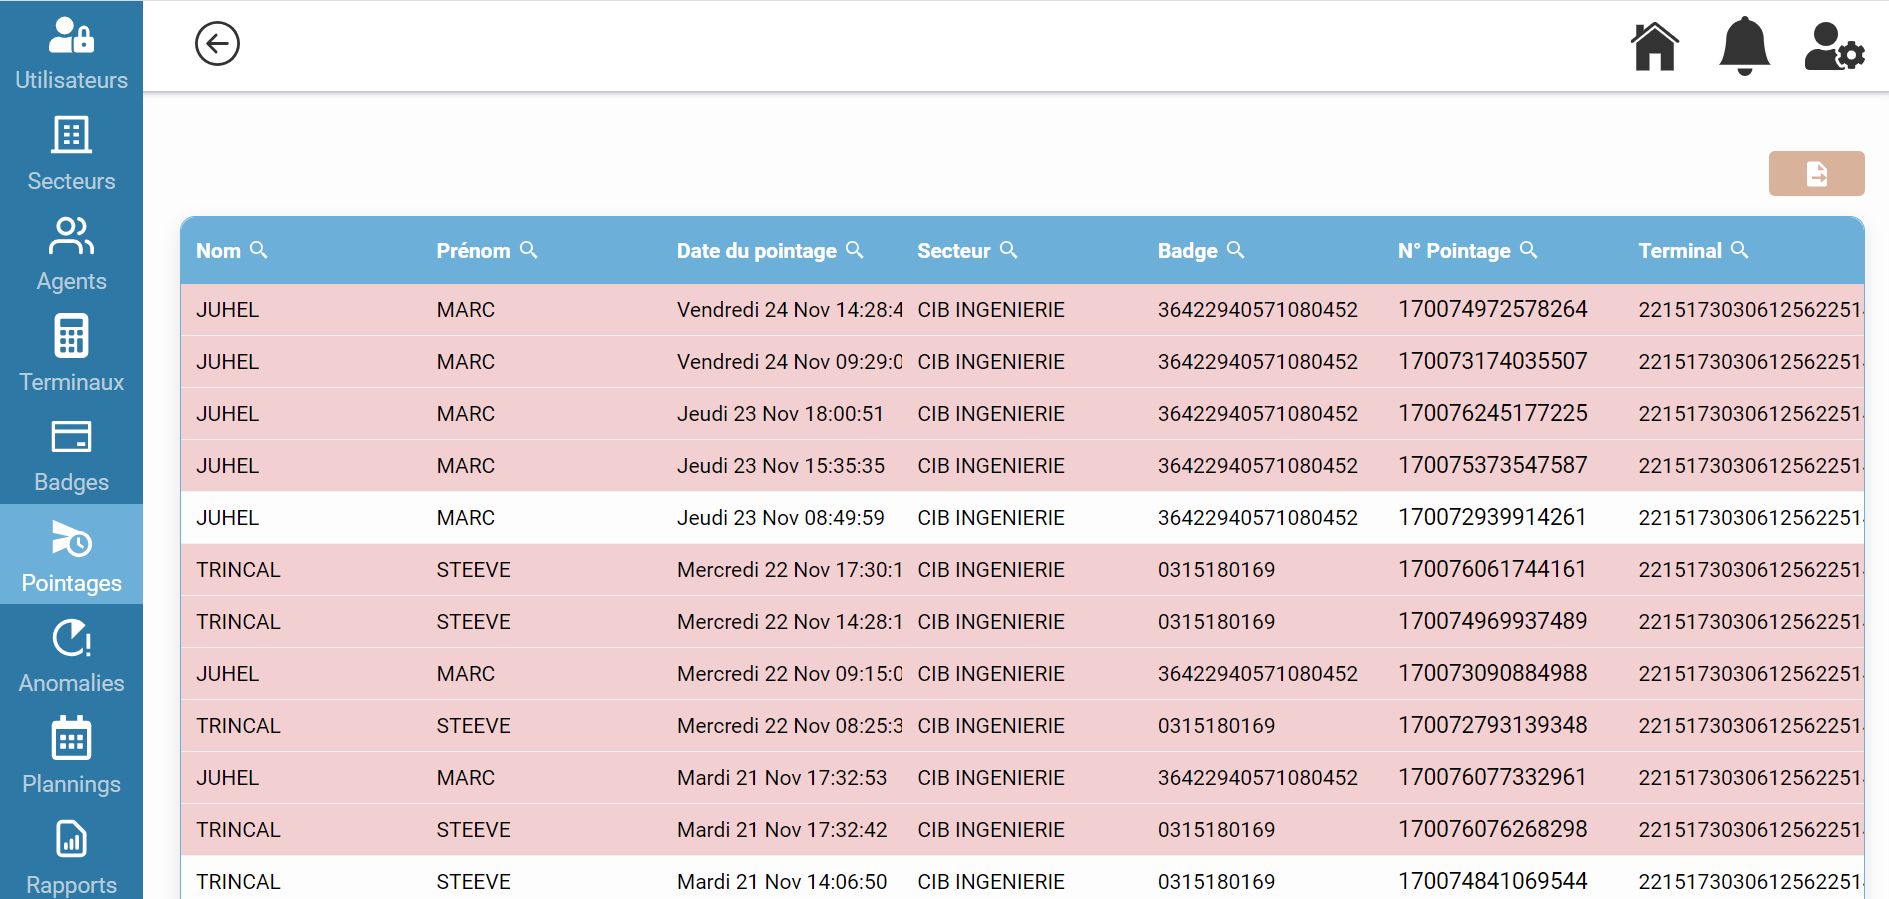 Utilisateurs
Secteurs
Agents
Terminaux
Badges
Pointages
Anomalies
Plannings
Rapports
Nom Prénom Date du pointage Secteur Badge N° Pointage Terminal
JUHEL MARC Vendredi 24 Nov 14:28:4 CIB INGENIERIE 36422940571080452 170074972578264 2215173030612562251
JUHEL MARC Vendredi 24 Nov 09:29:0 CIB INGENIERIE 36422940571080452 170073174035507 2215173030612562251
JUHEL MARC Jeudi 23 Nov 18:00:51 CIB INGENIERIE 36422940571080452 170076245177225 2215173030612562251
JUHEL MARC Jeudi 23 Nov 15:35:35 CIB INGENIERIE 36422940571080452 170075373547587 2215173030612562251
JUHEL MARC Jeudi 23 Nov 08:49:59 CIB INGENIERIE 36422940571080452 170072939914261 2215173030612562251
TRINCAL STEEVE Mercredi 22 Nov 17:30:1 CIB INGENIERIE 0315180169 170076061744161 2215173030612562251
TRINCAL STEEVE Mercredi 22 Nov 14:28:1 CIB INGENIERIE 0315180169 170074969937489 2215173030612562251
JUHEL MARC Mercredi 22 Nov 09:15:0 CIB INGENIERIE 36422940571080452 170073090884988 2215173030612562251
TRINCAL STEEVE Mercredi 22 Nov 08:25:3 CIB INGENIERIE 0315180169 170072793139348 2215173030612562251
JUHEL MARC Mardi 21 Nov 17:32:53 CIB INGENIERIE 36422940571080452 170076077332961 2215173030612562251
TRINCAL STEEVE Mardi 21 Nov 17:32:42 CIB INGENIERIE 0315180169 170076076268298 2215173030612562251
TRINCAL STEEVE Mardi 21 Nov 14:06:50 CIB INGENIERIE 0315180169 170074841069544 2215173030612562251